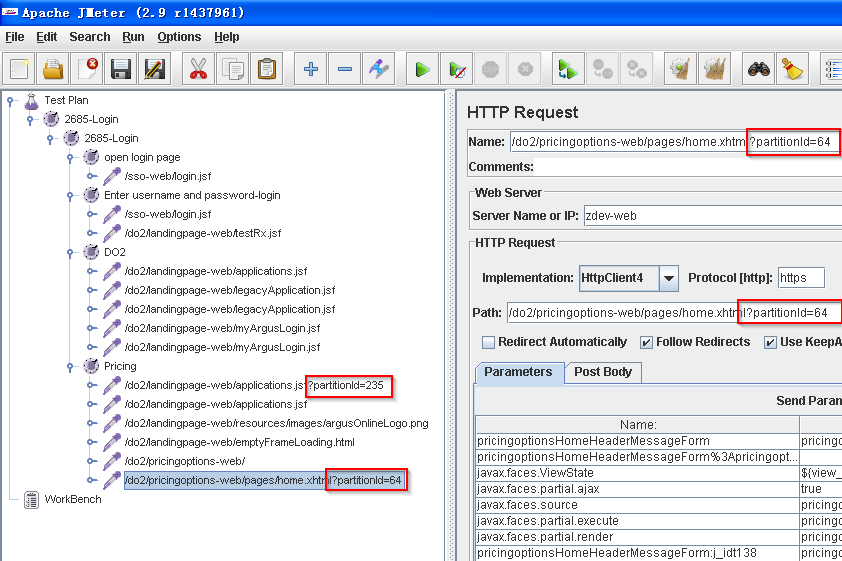 Apache JMeter (2.9 r1437961)
File Edit Search Run Options Help
Test Plan
2685-Login
2685-Login
open login page
/sso-web/login.jsf
Enter username and password-login
/sso-web/login.jsf
/do2/landingpage-web/testRx.jsf
DO2
/do2/landingpage-web/applications.jsf
/do2/landingpage-web/legacyApplication.jsf
/do2/landingpage-web/legacyApplication.jsf
/do2/landingpage-web/myArgusLogin.jsf
/do2/landingpage-web/myArgusLogin.jsf
Pricing
/do2/landingpage-web/applications.jsf?partitionId=235
/do2/landingpage-web/applications.jsf
/do2/landingpage-web/resources/images/argusOnlineLogo.png
/do2/landingpage-web/emptyFrameLoading.html
/do2/pricingoptions-web/
/do2/pricingoptions-web/pages/home.xhtml?partitionId=64
WorkBench
HTTP Request
Name: /do2/pricingoptions-web/pages/home.xhtml?partitionId=64
Comments:
Web Server
Server Name or IP: zdev-web
HTTP Request
Implementation: HttpClient4 Protocol [http]: https
Path: /do2/pricingoptions-web/pages/home.xhtml?partitionId=64
Redirect Automatically Follow Redirects Use KeepA
Parameters Post Body
Send Param
Name:
pricingoptionsHomeHeaderMessageForm pricingo
pricingoptionsHomeHeaderMessageForm%3Apricingopt...
javax.faces.ViewState ${view_
javax.faces.partial.ajax true
javax.faces.source pricingo
javax.faces.partial.execute pricingo
javax.faces.partial.render pricingo
pricingoptionsHomeHeaderMessageForm:j_idt138 pricingo